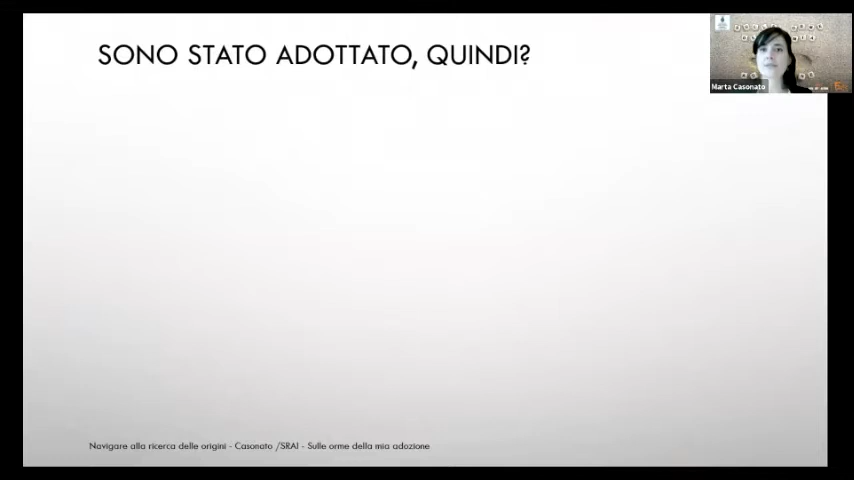 SONO STATO ADOTTATO, QUINDI?
Marta Casonato
Navigare alla ricerca delle origini - Casonato /SRAI - Sulle orme della mia adozione